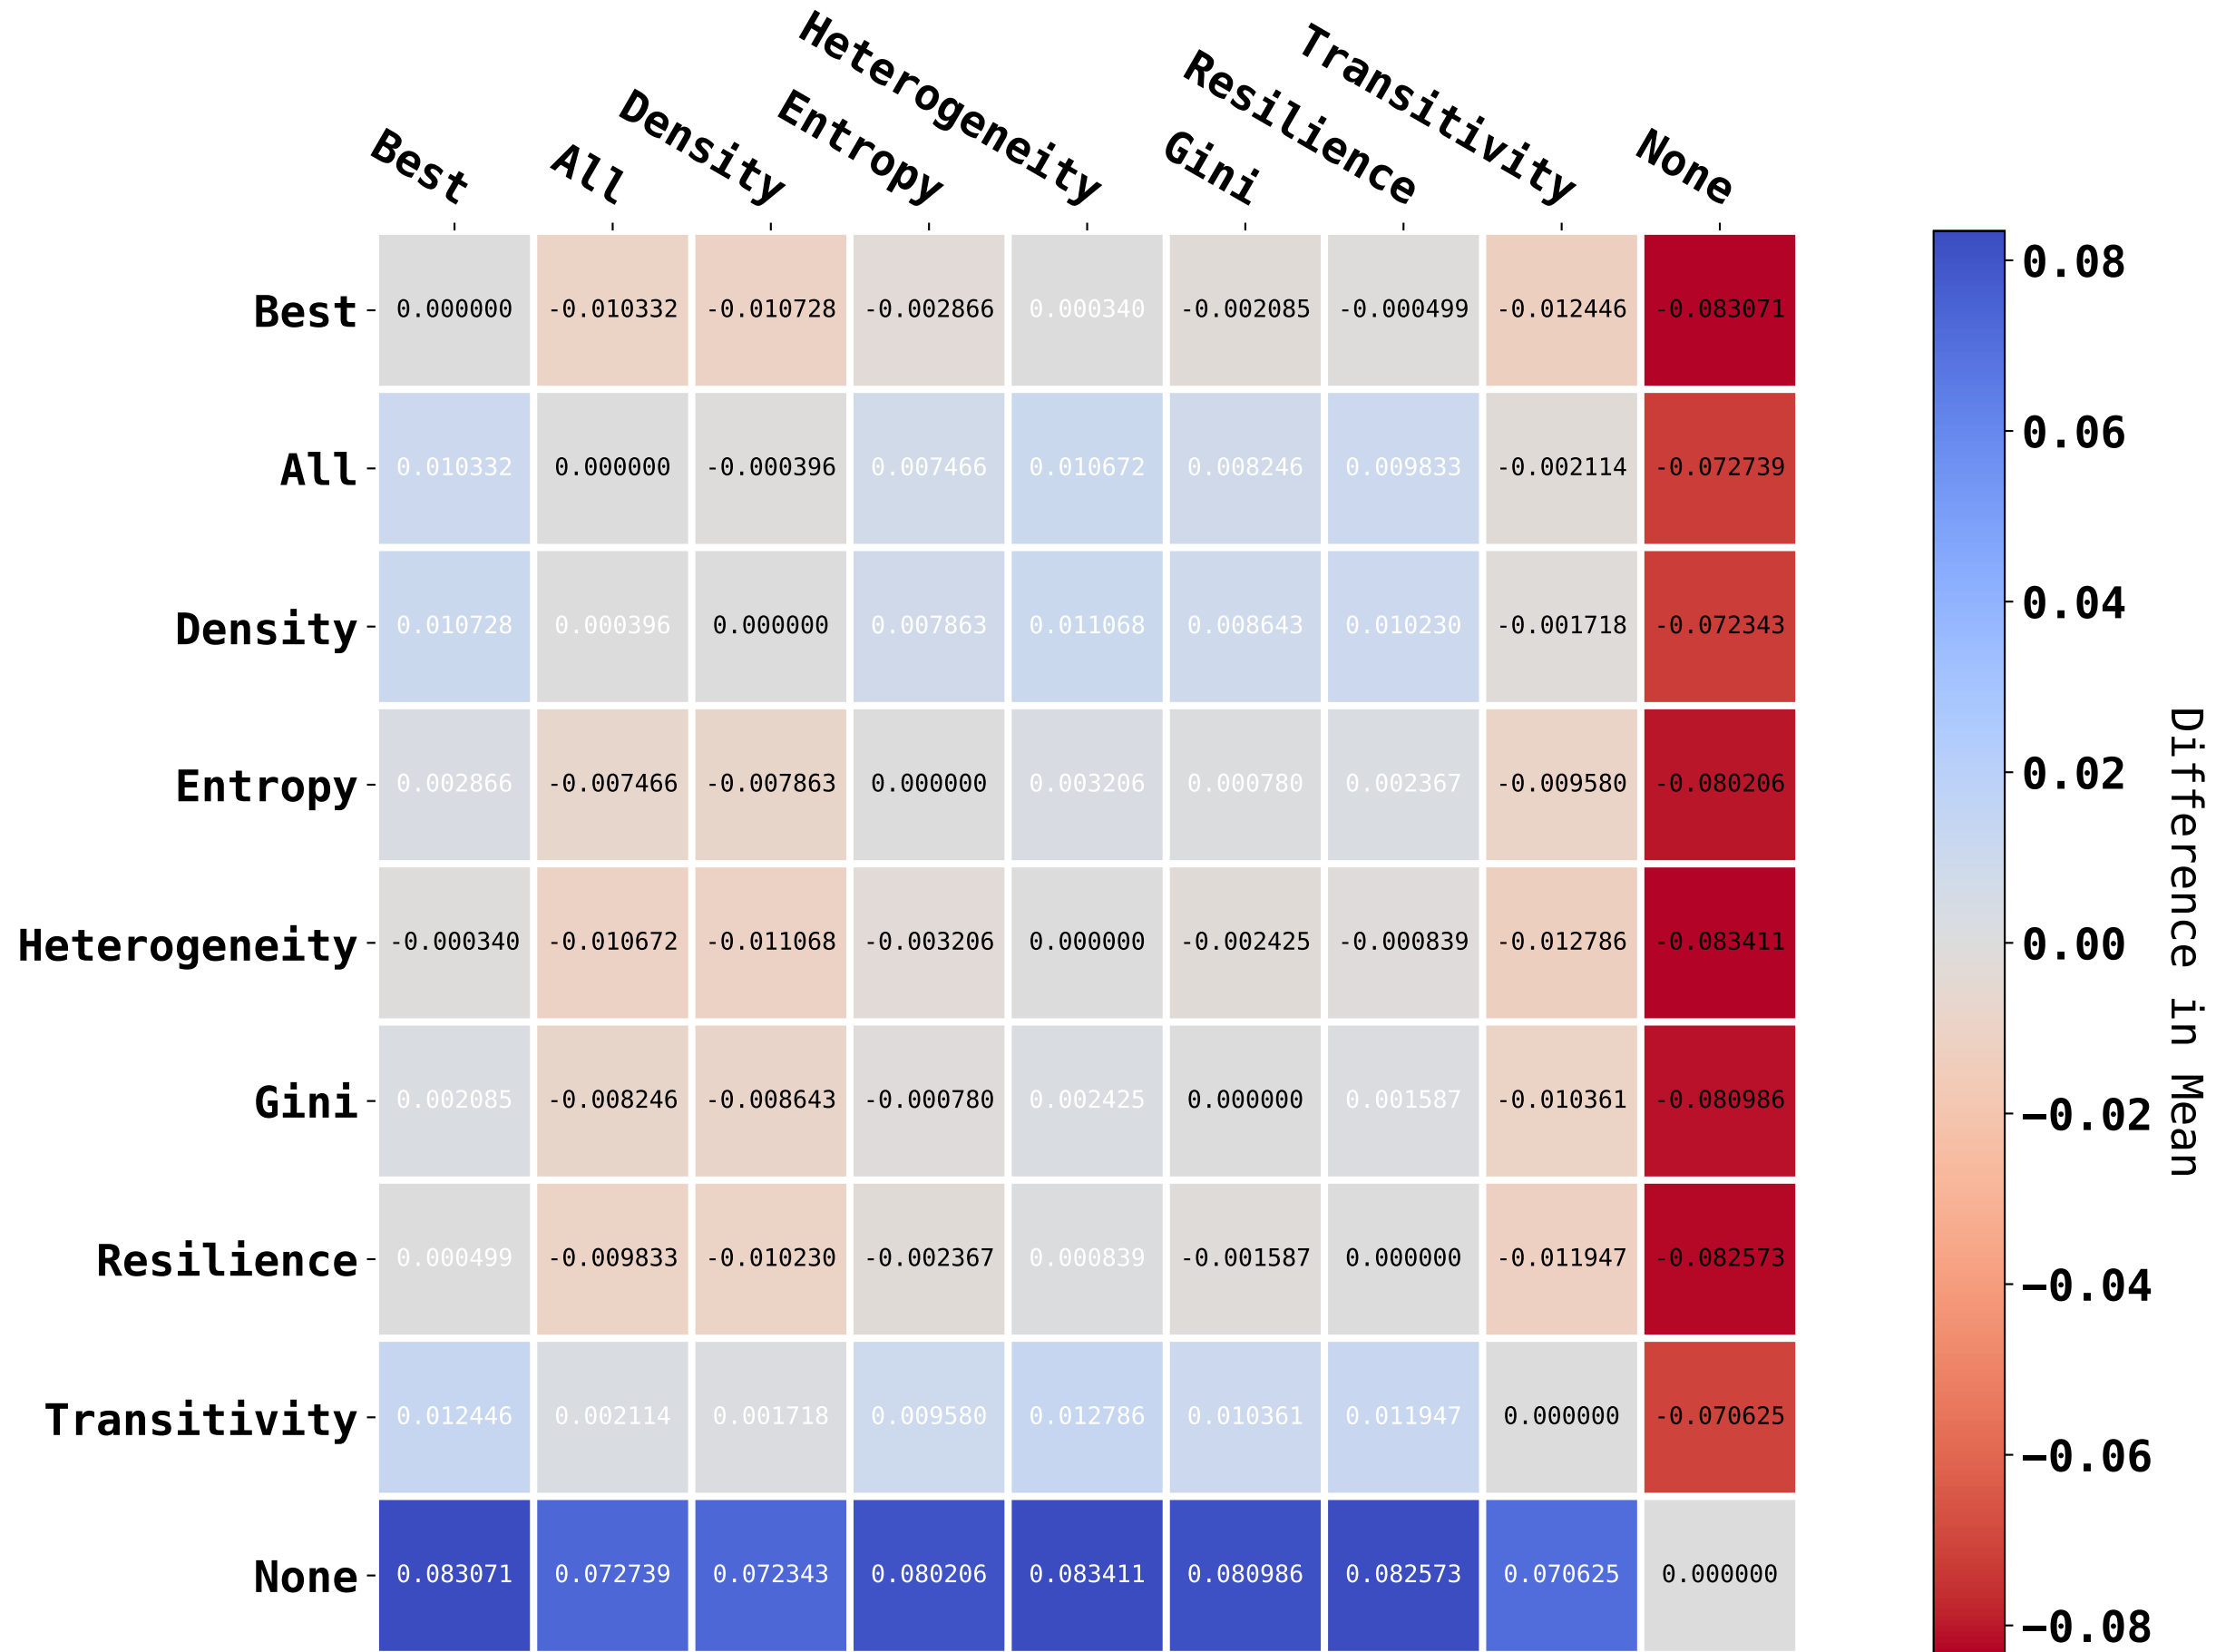 Best All Density Entropy Heterogeneity Gini Resilience Transitivity None
Best 0.000000 -0.010332 -0.010728 -0.002866 0.000340 -0.002085 -0.000499 -0.012446 -0.083071
All 0.010332 0.000000 -0.000396 0.007466 0.010672 0.008246 0.009833 -0.002114 -0.072739
Density 0.010728 0.000396 0.000000 0.007863 0.011068 0.008643 0.010230 -0.001718 -0.072343
Entropy 0.002866 -0.007466 -0.007863 0.000000 0.003206 0.000780 0.002367 -0.009580 -0.080206
Heterogeneity -0.000340 -0.010672 -0.011068 -0.003206 0.000000 -0.002425 -0.000839 -0.012786 -0.083411
Gini 0.002085 -0.008246 -0.008643 -0.000780 0.002425 0.000000 0.001587 -0.010361 -0.080986
Resilience 0.000499 -0.009833 -0.010230 -0.002367 0.000839 -0.001587 0.000000 -0.011947 -0.082573
Transitivity 0.012446 0.002114 0.001718 0.009580 0.012786 0.010361 0.011947 0.000000 -0.070625
None 0.083071 0.072739 0.072343 0.080206 0.083411 0.080986 0.082573 0.070625 0.000000
0.08
0.06
0.04
0.02
0.00
−0.02
−0.04
−0.06
−0.08
Difference in Mean